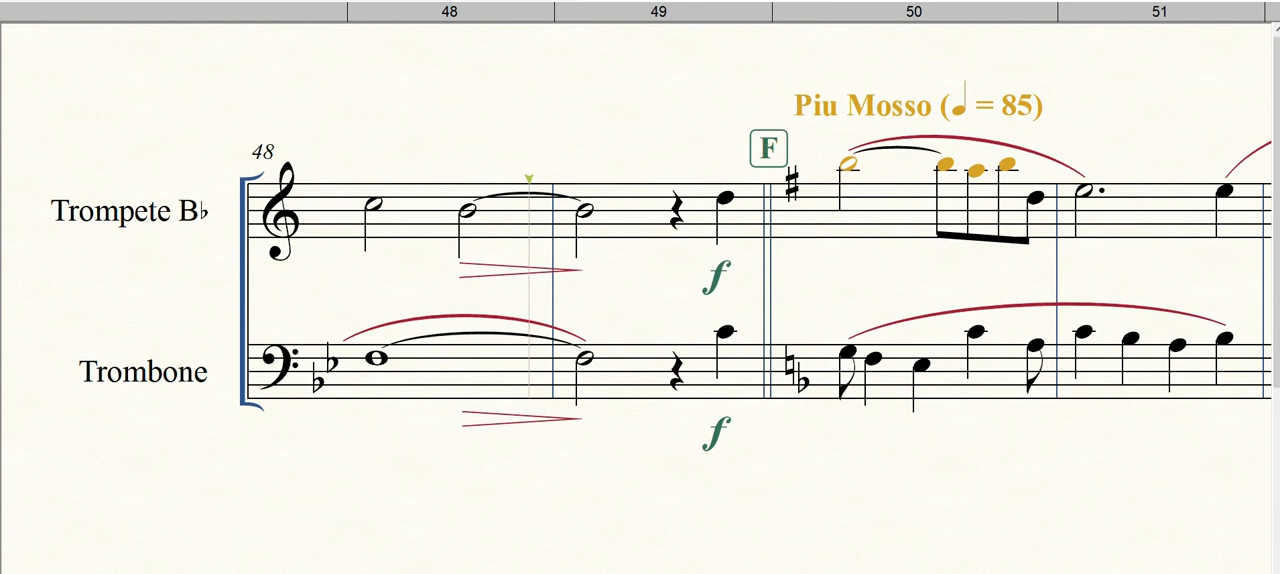 48 49 50 51
Piu Mosso (♩ = 85)
48
F
Trompete B♭
f
Trombone
f